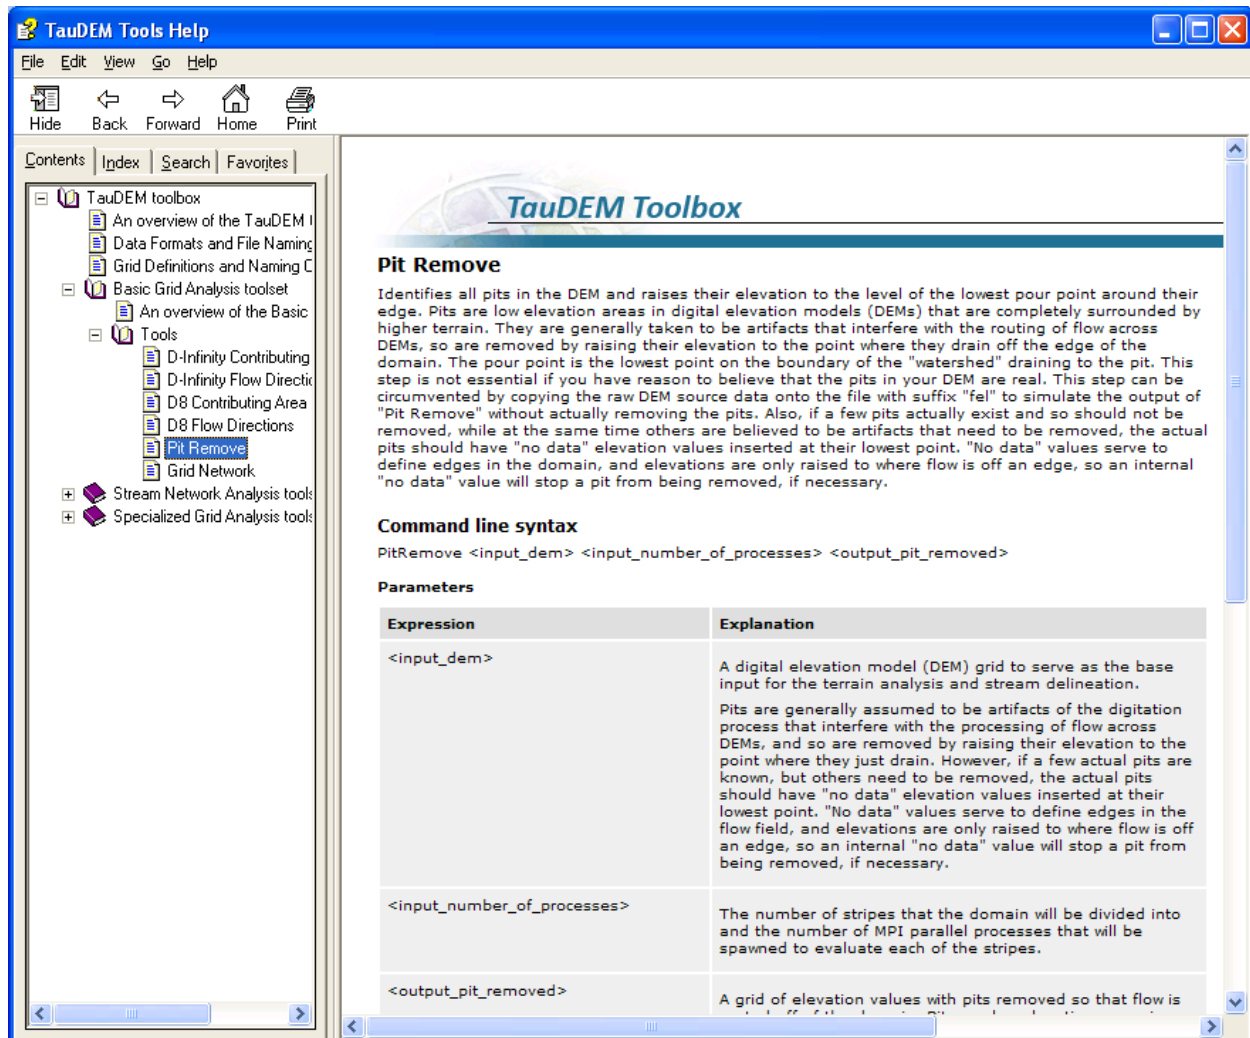 TauDEM Tools Help
File Edit View Go Help
Hide Back Forward Home Print
Contents Index Search Favorites
TauDEM toolbox
An overview of the TauDEM
Data Formats and File Naming
Grid Definitions and Naming C
Basic Grid Analysis toolset
An overview of the Basic
Tools
D-Infinity Contributing
D-Infinity Flow Directic
D8 Contributing Area
D8 Flow Directions
Pit Remove
Grid Network
Stream Network Analysis tools
Specialized Grid Analysis tools
TauDEM Toolbox
Pit Remove
Identifies all pits in the DEM and raises their elevation to the level of the lowest pour point around their
edge. Pits are low elevation areas in digital elevation models (DEMs) that are completely surrounded by
higher terrain. They are generally taken to be artifacts that interfere with the routing of flow across
DEMs, so are removed by raising their elevation to the point where they drain off the edge of the
domain. The pour point is the lowest point on the boundary of the "watershed" draining to the pit. This
step is not essential if you have reason to believe that the pits in your DEM are real. This step can be
circumvented by copying the raw DEM source data onto the file with suffix "fel" to simulate the output of
"Pit Remove" without actually removing the pits. Also, if a few pits actually exist and so should not be
removed, while at the same time others are believed to be artifacts that need to be removed, the actual
pits should have "no data" elevation values inserted at their lowest point. "No data" values serve to
define edges in the domain, and elevations are only raised to where flow is off an edge, so an internal
"no data" value will stop a pit from being removed, if necessary.
Command line syntax
PitRemove <input_dem> <input_number_of_processes> <output_pit_removed>
Parameters
Expression Explanation
<input_dem>
A digital elevation model (DEM) grid to serve as the base
input for the terrain analysis and stream delineation.
Pits are generally assumed to be artifacts of the digitation
process that interfere with the processing of flow across
DEMs, and so are removed by raising their elevation to the
point where they just drain. However, if a few actual pits are
known, but others need to be removed, the actual pits
should have "no data" elevation values inserted at their
lowest point. "No data" values serve to define edges in the
flow field, and elevations are only raised to where flow is off
an edge, so an internal "no data" value will stop a pit from
being removed, if necessary.
<input_number_of_processes>
The number of stripes that the domain will be divided into
and the number of MPI parallel processes that will be
spawned to evaluate each of the stripes.
<output_pit_removed>
A grid of elevation values with pits removed so that flow is